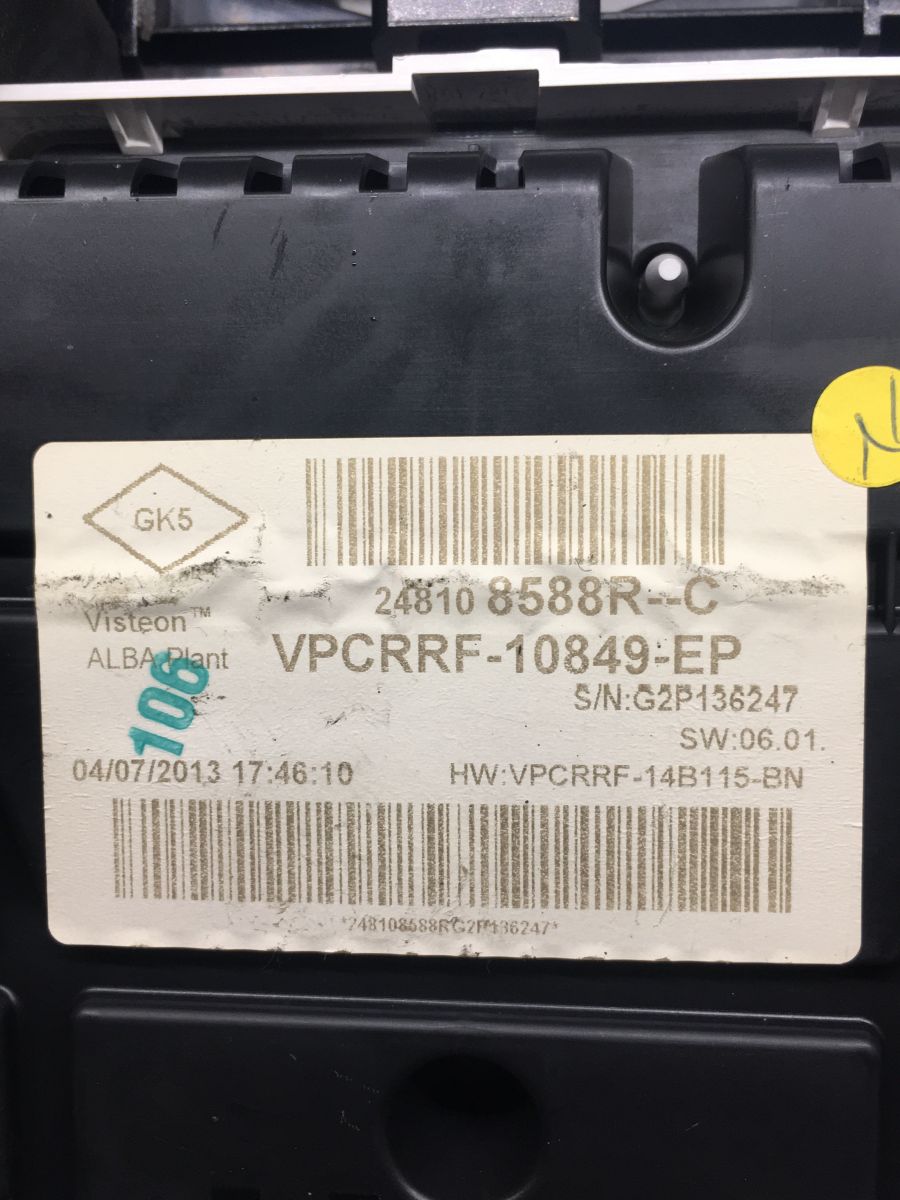 GK5
24810 8588R--C
Visteon™
ALBA Plant
VPCRRF-10849-EP
S/N:G2P136247
106
SW:06.01.
04/07/2013 17:46:10
HW:VPCRRF-14B115-BN
*248108588RG2P136247*